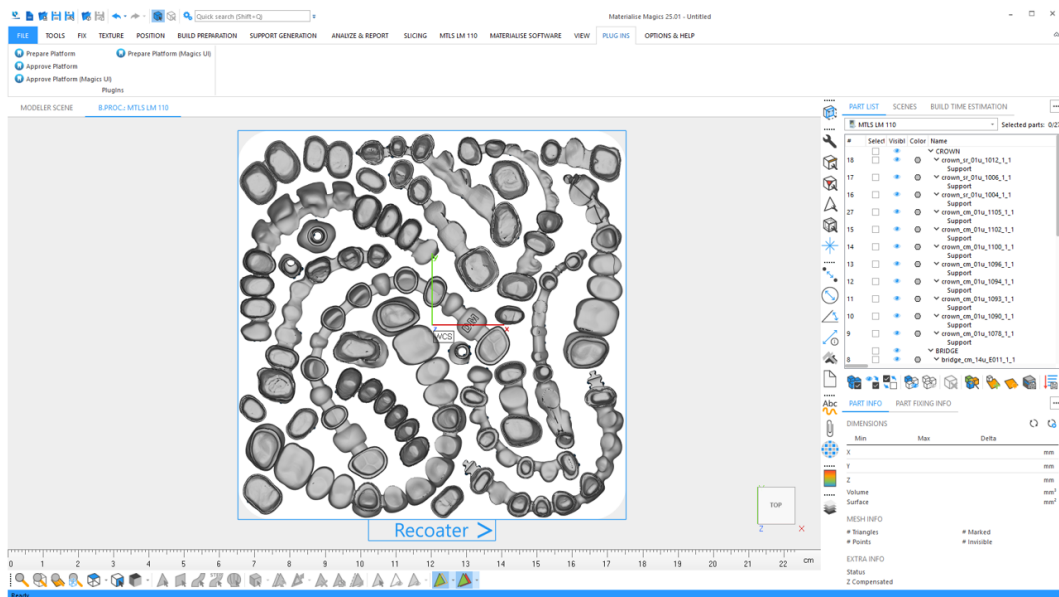 Quick search (Shift+Q)
Materialise Magics 25.01 - Untitled
FILE TOOLS FIX TEXTURE POSITION BUILD PREPARATION SUPPORT GENERATION ANALYZE & REPORT SLICING MTLS LM 110 MATERIALISE SOFTWARE VIEW PLUG INS OPTIONS & HELP
Prepare Platform Prepare Platform (Magics UI)
Approve Platform
Approve Platform (Magics UI)
PlugIns
MODELER SCENE B.PROC.: MTLS LM 110
PART LIST SCENES BUILD TIME ESTIMATION
MTLS LM 110 Selected parts: 0/27
# Select Visibl Color Name
CROWN
18 crown_sr_01u_1012_1_1
Support
17 crown_sr_01u_1006_1_1
Support
16 crown_sr_01u_1004_1_1
Support
27 crown_cm_01u_1105_1_1
Support
15 crown_cm_01u_1102_1_1
Support
14 crown_cm_01u_1100_1_1
Support
13 crown_cm_01u_1096_1_1
Support
12 crown_cm_01u_1094_1_1
Support
11 crown_cm_01u_1093_1_1
Support
10 crown_cm_01u_1090_1_1
Support
9 crown_cm_01u_1078_1_1
Support
BRIDGE
8 bridge_cm_14u_E011_1_1
WCS
X
Z
Recoater >
TOP
Z X
0 1 2 3 4 5 6 7 8 9 10 11 12 13 14 15 16 17 18 19 20 21 22 cm
Abc
PART INFO PART FIXING INFO
DIMENSIONS
Min Max Delta
X mm
Y mm
Z mm
Volume mm³
Surface mm²
MESH INFO
# Triangles # Marked
# Points # Invisible
EXTRA INFO
Status
Z Compensated
Ready